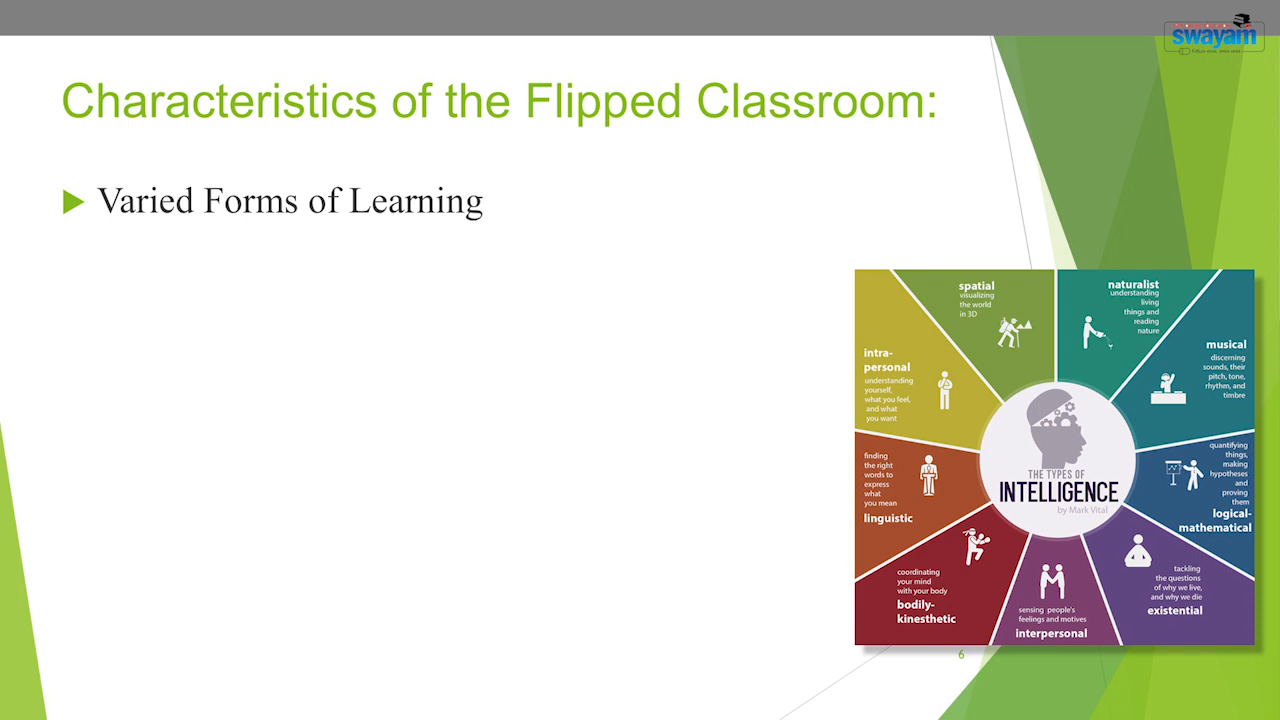 swayam
Characteristics of the Flipped Classroom:
Varied Forms of Learning
spatial
visualizing
the world
in 3D
naturalist
understanding
living
things and
reading
nature
musical
discerning
sounds, their
pitch, tone,
rhythm, and
timbre
intra-
personal
understanding
yourself,
what you feel,
and what
you want
finding
the right
words to
express
what
you mean
linguistic
THE TYPES OF
INTELLIGENCE
by Mark Vital
quantifying
things,
making
hypotheses
and
proving
them
logical-
mathematical
coordinating
your mind
with your body
bodily-
kinesthetic
sensing people's
feelings and motives
interpersonal
tackling
the questions
of why we live,
and why we die
existential
6